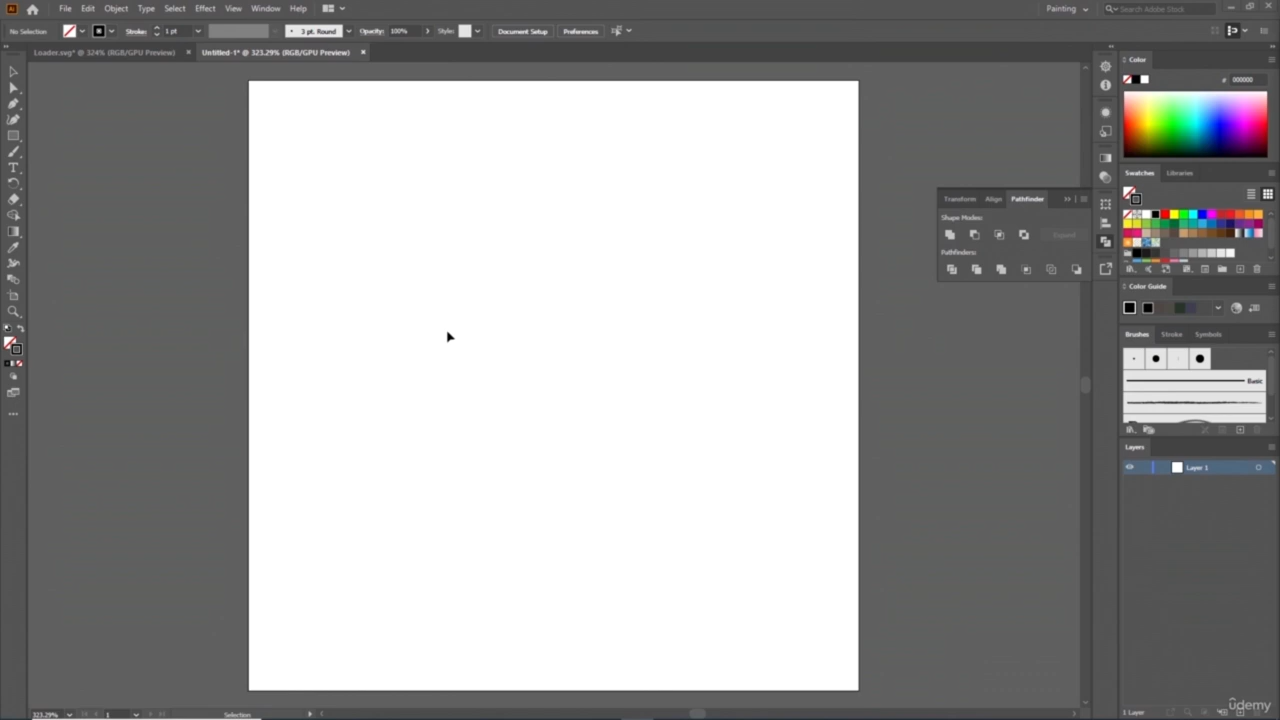 File Edit Object Type Select Effect View Window Help
Painting
Search Adobe Stock
No Selection
Stroke: 1 pt
3 pt. Round
Opacity: 100%
Style:
Document Setup
Preferences
Loader.svg* @ 324% (RGB/GPU Preview)
Untitled-1* @ 323.29% (RGB/GPU Preview)
Color
# 000000
Swatches Libraries
Transform Align Pathfinder
Shape Modes:
Expand
Pathfinders:
Color Guide
Brushes Stroke Symbols
Basic
Layers
Layer 1
1 Layer
323.29%
1
Selection
ûdemy